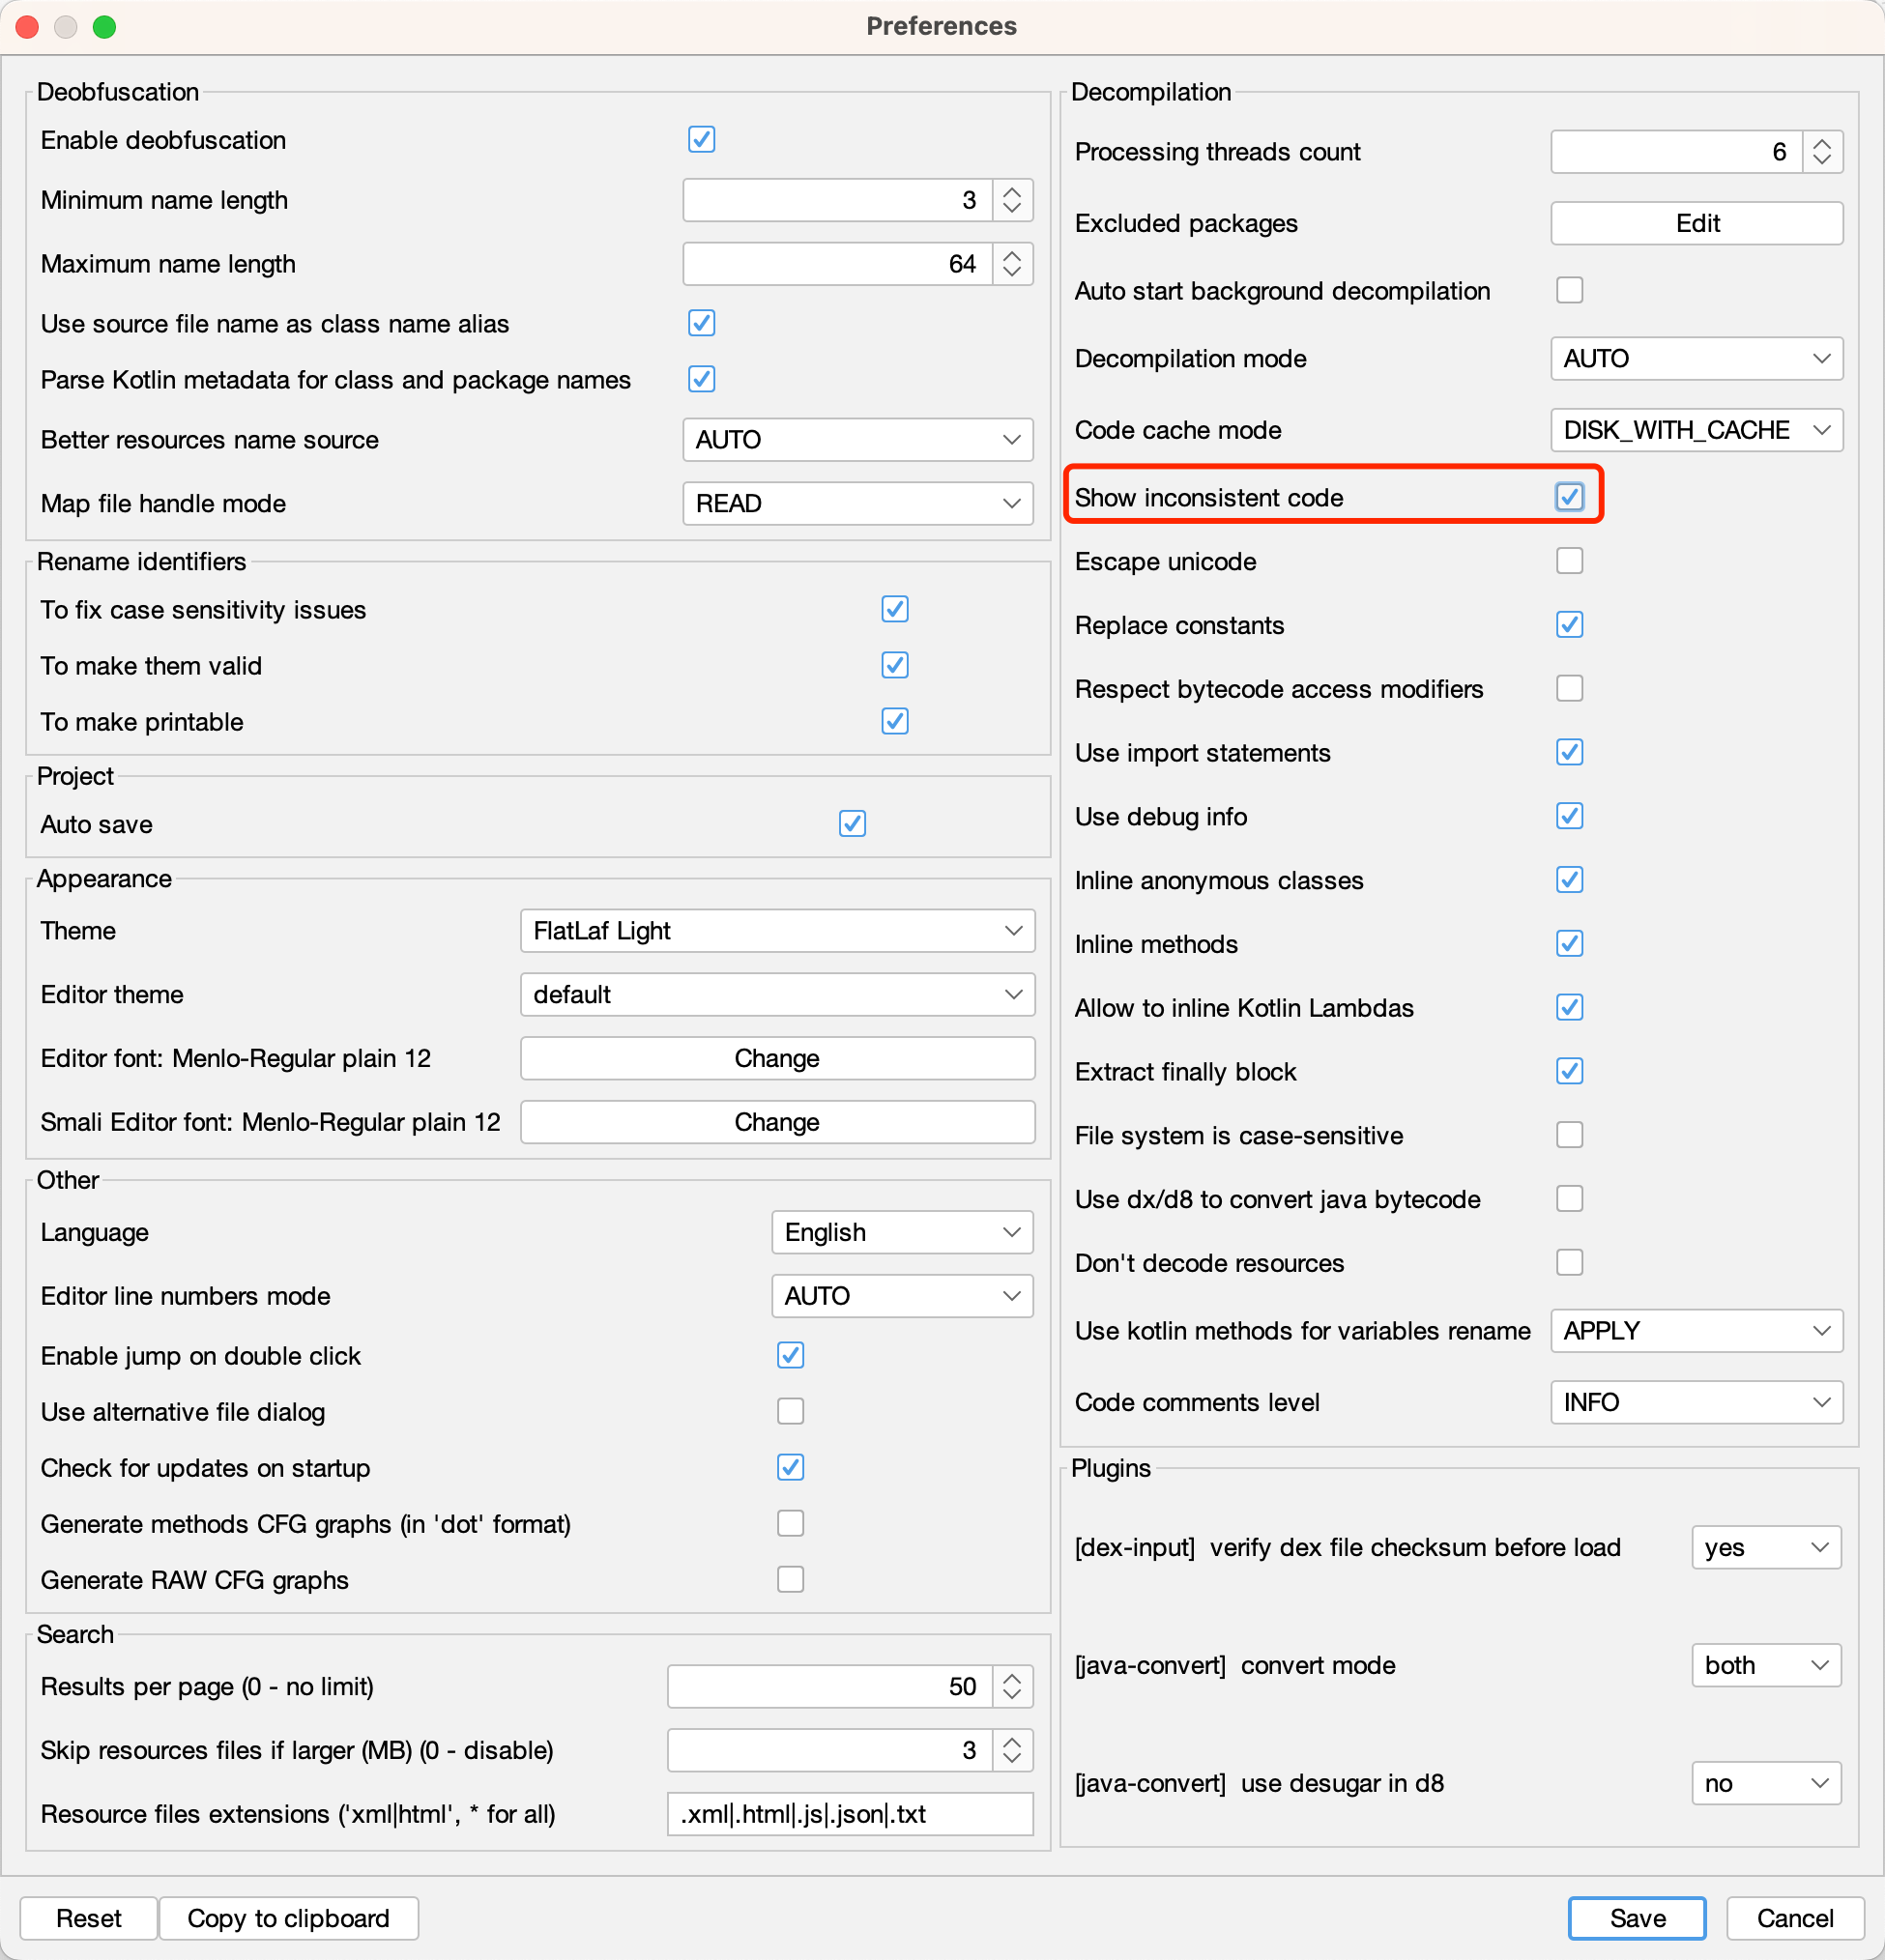 Preferences
Deobfuscation
Enable deobfuscation
Minimum name length 3
Maximum name length 64
Use source file name as class name alias
Parse Kotlin metadata for class and package names
Better resources name source AUTO
Map file handle mode READ
Rename identifiers
To fix case sensitivity issues
To make them valid
To make printable
Project
Auto save
Appearance
Theme FlatLaf Light
Editor theme default
Editor font: Menlo-Regular plain 12 Change
Smali Editor font: Menlo-Regular plain 12 Change
Other
Language English
Editor line numbers mode AUTO
Enable jump on double click
Use alternative file dialog
Check for updates on startup
Generate methods CFG graphs (in 'dot' format)
Generate RAW CFG graphs
Search
Results per page (0 - no limit) 50
Skip resources files if larger (MB) (0 - disable) 3
Resource files extensions ('xml|html', * for all) .xml|.html|.js|.json|.txt
Decompilation
Processing threads count 6
Excluded packages Edit
Auto start background decompilation
Decompilation mode AUTO
Code cache mode DISK_WITH_CACHE
Show inconsistent code
Escape unicode
Replace constants
Respect bytecode access modifiers
Use import statements
Use debug info
Inline anonymous classes
Inline methods
Allow to inline Kotlin Lambdas
Extract finally block
File system is case-sensitive
Use dx/d8 to convert java bytecode
Don't decode resources
Use kotlin methods for variables rename APPLY
Code comments level INFO
Plugins
[dex-input] verify dex file checksum before load yes
[java-convert] convert mode both
[java-convert] use desugar in d8 no
Reset Copy to clipboard Save Cancel